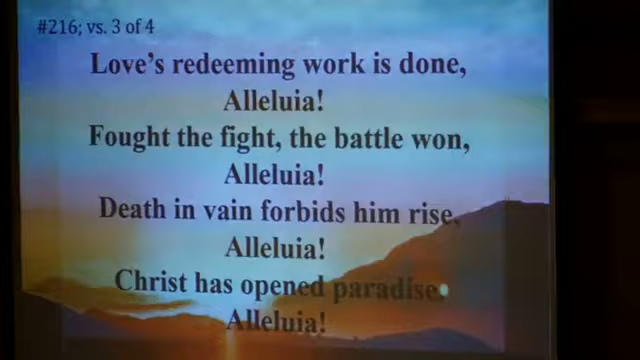 #216; vs. 3 of 4
Love's redeeming work is done,
Alleluia!
Fought the fight, the battle won,
Alleluia!
Death in vain forbids him rise,
Alleluia!
Christ has opened paradise,
Alleluia!